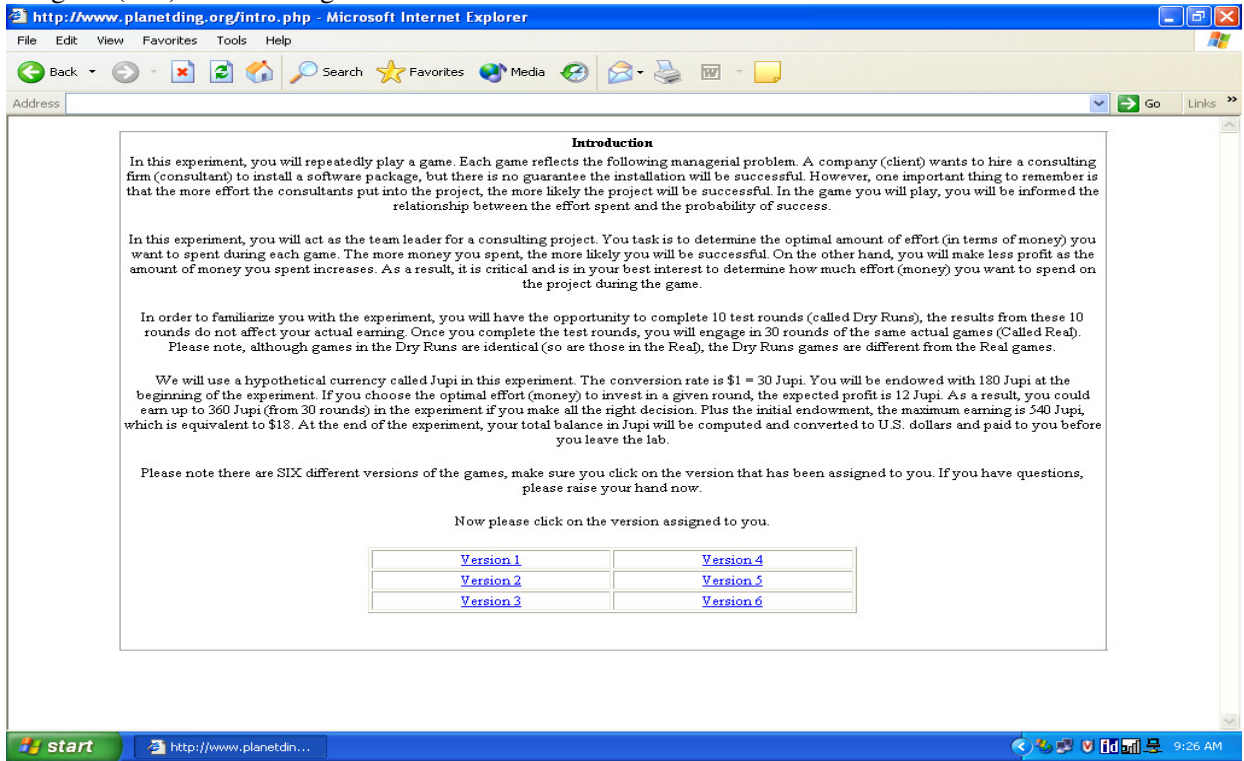 http://www.planetding.org/intro.php - Microsoft Internet Explorer
File Edit View Favorites Tools Help
Back Search Favorites Media
Address Go Links »
Introduction
In this experiment, you will repeatedly play a game. Each game reflects the following managerial problem. A company (client) wants to hire a consulting
firm (consultant) to install a software package, but there is no guarantee the installation will be successful. However, one important thing to remember is
that the more effort the consultants put into the project, the more likely the project will be successful. In the game you will play, you will be informed the
relationship between the effort spent and the probability of success.
In this experiment, you will act as the team leader for a consulting project. You task is to determine the optimal amount of effort (in terms of money) you
want to spent during each game. The more money you spent, the more likely you will be successful. On the other hand, you will make less profit as the
amount of money you spent increases. As a result, it is critical and is in your best interest to determine how much effort (money) you want to spend on
the project during the game.
In order to familiarize you with the experiment, you will have the opportunity to complete 10 test rounds (called Dry Runs), the results from these 10
rounds do not affect your actual earning. Once you complete the test rounds, you will engage in 30 rounds of the same actual games (Called Real).
Please note, although games in the Dry Runs are identical (so are those in the Real), the Dry Runs games are different from the Real games.
We will use a hypothetical currency called Jupi in this experiment. The conversion rate is $1 = 30 Jupi. You will be endowed with 180 Jupi at the
beginning of the experiment. If you choose the optimal effort (money) to invest in a given round, the expected profit is 12 Jupi. As a result, you could
earn up to 360 Jupi (from 30 rounds) in the experiment if you make all the right decision. Plus the initial endowment, the maximum earning is 540 Jupi,
which is equivalent to $18. At the end of the experiment, your total balance in Jupi will be computed and converted to U.S. dollars and paid to you before
you leave the lab.
Please note there are SIX different versions of the games, make sure you click on the version that has been assigned to you. If you have questions,
please raise your hand now.
Now please click on the version assigned to you.
Version 1 Version 4
Version 2 Version 5
Version 3 Version 6
start http://www.planetdin... 9:26 AM